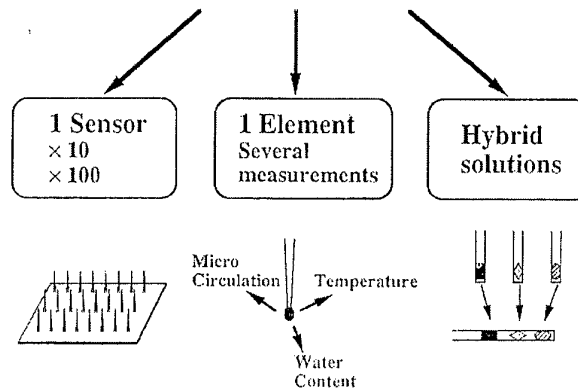 1 Sensor
× 10
× 100
1 Element
Several
measurements
Hybrid
solutions
Micro
Circulation
Temperature
Water
Content